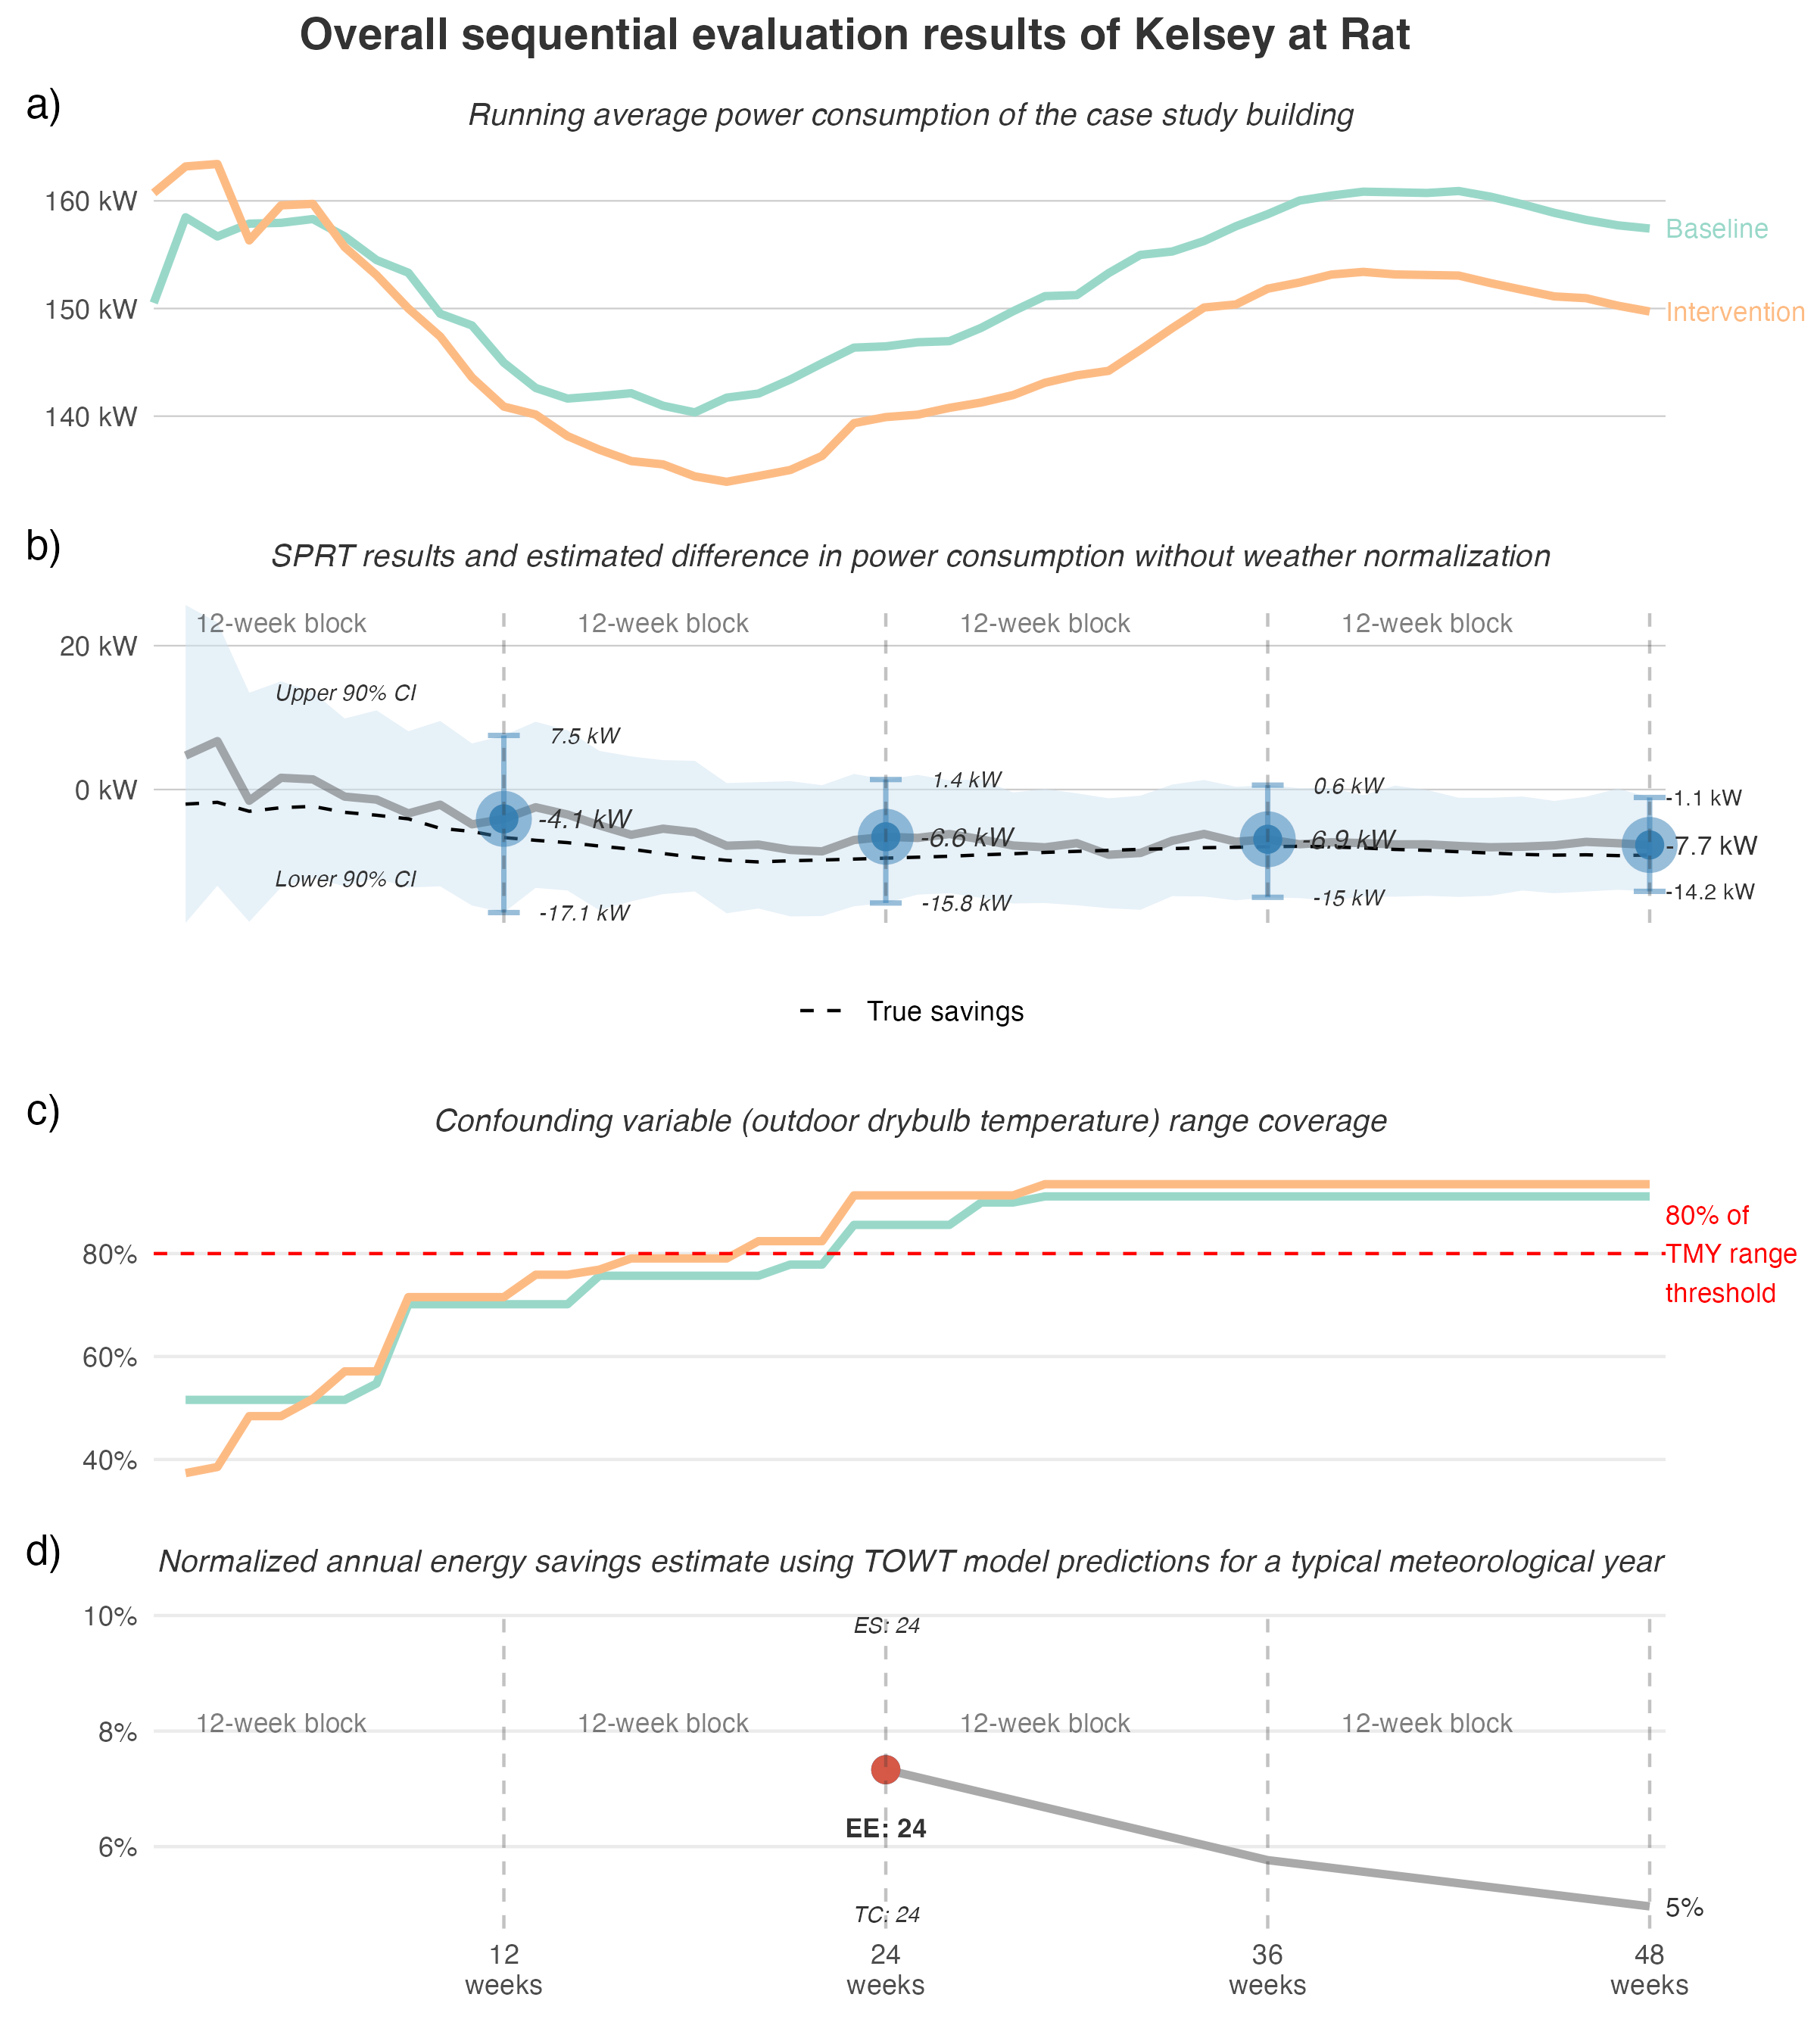 Overall sequential evaluation results of Kelsey at Rat
a)
Running average power consumption of the case study building
160 kW
150 kW
140 kW
Baseline
Intervention
b)
SPRT results and estimated difference in power consumption without weather normalization
12-week block
12-week block
12-week block
12-week block
20 kW
0 kW
Upper 90% CI
Lower 90% CI
7.5 kW
-4.1 kW
-17.1 kW
1.4 kW
-6.6 kW
-15.8 kW
0.6 kW
-6.9 kW
-15 kW
-1.1 kW
-7.7 kW
-14.2 kW
True savings
c)
Confounding variable (outdoor drybulb temperature) range coverage
80%
60%
40%
80% of
TMY range
threshold
d)
Normalized annual energy savings estimate using TOWT model predictions for a typical meteorological year
10%
8%
6%
ES: 24
12-week block
12-week block
12-week block
12-week block
EE: 24
TC: 24
5%
12
weeks
24
weeks
36
weeks
48
weeks